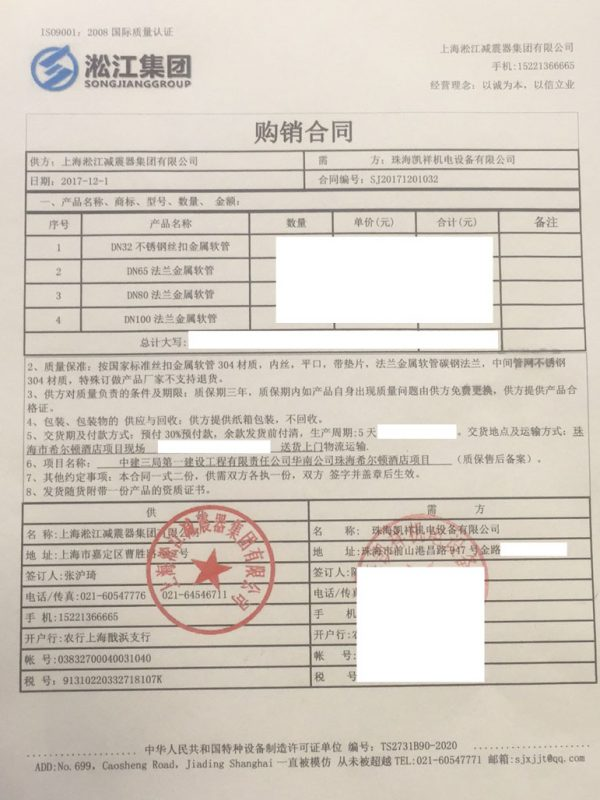 ISO9001：2008 国际质量认证
淞江集团
SONGJIANGGROUP
上海淞江减震器集团有限公司
手机:15221366665
经营理念：以诚为本，以信立业
购销合同
供方：上海淞江减震器集团有限公司 需 方：珠海凯祥机电设备有限公司
日期：2017-12-1 合同编号：SJ20171201032
一、产品名称、商标、型号、数量、 金额：
序号 产品名称 数量 单价(元) 合计(元) 备注
1 DN32 不锈钢丝扣金属软管
2 DN65 法兰金属软管
3 DN80 法兰金属软管
4 DN100 法兰金属软管
总计大写:
2、质量保准：按国家标准丝扣金属软管 304 材质，内丝，平口，带垫片，法兰金属软管碳钢法兰，中间管网不锈钢
304 材质，特殊订做产品厂家不支持退货。
3、供方对质量负责的条件及期限：质保期三年，质保期内如产品自身出现质量问题由供方免费更换，供方提供产品合
格证。
4、包装、包装物的 供应与回收：供方提供纸箱包装，不回收。
5、交货期及付款方式：预付 30%预付款，余款发货前付清，生产周期:5 天 。交货地点及运输方式：珠
海市希尔顿酒店项目现场 送货上门物流运输.
6、项目名称： 中建三局第一建设工程有限责任公司华南公司珠海希尔顿酒店项目 （质保售后备案）。
7、其他约定事项：本合同一式二份，供需双方各执一份，双方 签字并盖章后生效。
8、发货随货附带一份产品的资质证书。
供 需 方
名 称:上海淞江减震器集团有限公司 名 称： 珠海凯祥机电设备有限公司
地 址：上海市嘉定区曹胜路 号 地 址：珠海市前山港昌路 947 号金路
签订人:张沪琦 签订人:
电话/传真:021-60547776 021-64546711 电话/传真:
手 机:15221366665 手 机:
开户行:农行上海戬浜支行 开户行:农
帐 号:03832700040031040 帐 号:
税 号：91310220332718107K 税 号：
上海淞江减震器集团有限公司
中华人民共和国特种设备制造许可证单位 编号：TS2731B90-2020
ADD:No.699, Caosheng Road, Jiading Shanghai 一直被模仿 从未被超越 TEL:021-60547771 邮箱:sjxjjt@qq.com